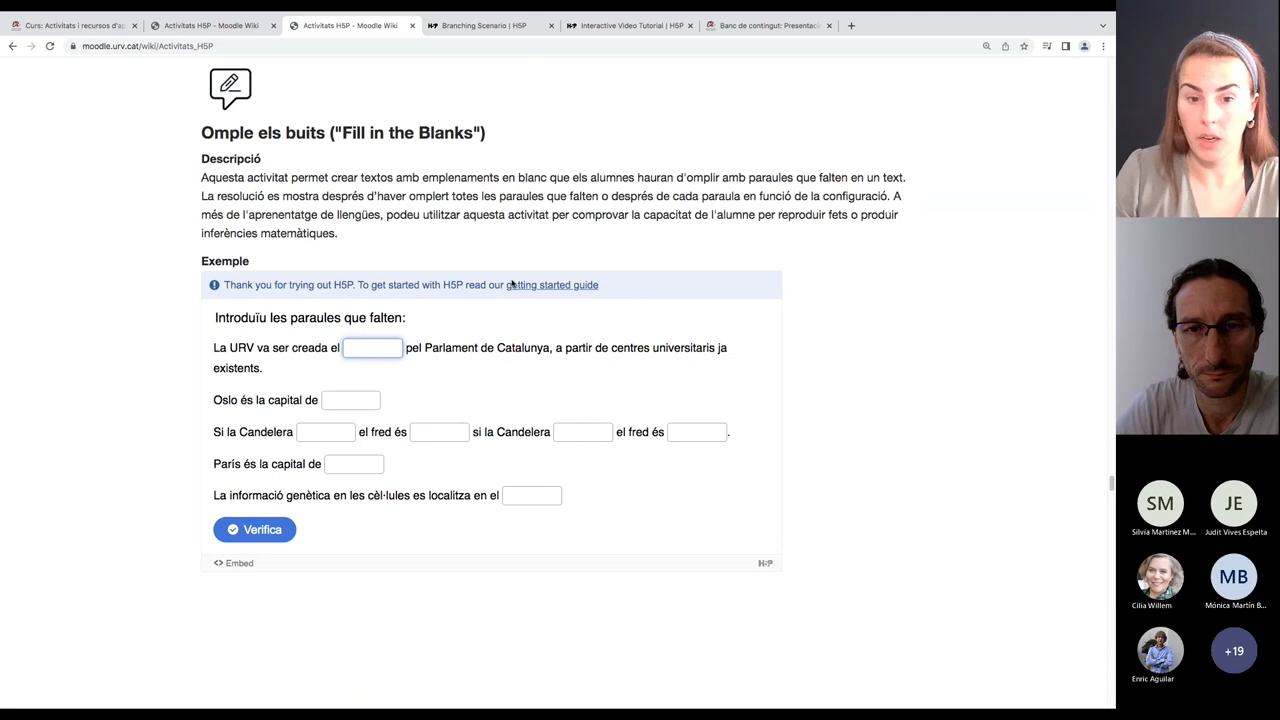 Curs: Activitats i recursos d'ap
Activitats H5P - Moodle Wiki
Activitats H5P - Moodle Wiki
H5P Branching Scenario | H5P
H5P Interactive Video Tutorial | H5P
Banc de contingut: Presentaci
moodle.urv.cat/wiki/Activitats_H5P
Omple els buits ("Fill in the Blanks")
Descripció
Aquesta activitat permet crear textos amb emplenaments en blanc que els alumnes hauran d'omplir amb paraules que falten en un text.
La resolució es mostra després d'haver omplert totes les paraules que falten o després de cada paraula en funció de la configuració. A
més de l'aprenentatge de llengües, podeu utilitzar aquesta activitat per comprovar la capacitat de l'alumne per reproduir fets o produir
inferències matemàtiques.
Exemple
Thank you for trying out H5P. To get started with H5P read our getting started guide
Introduïu les paraules que falten:
La URV va ser creada el pel Parlament de Catalunya, a partir de centres universitaris ja
existents.
Oslo és la capital de
Si la Candelera el fred és si la Candelera el fred és .
París és la capital de
La informació genètica en les cèl·lules es localitza en el
Verifica
<> Embed
H5P
SM
JE
Silvia Martinez M...
Judit Vives Espelta
MB
Cilia Willem
Mónica Martín B...
+19
Enric Aguilar